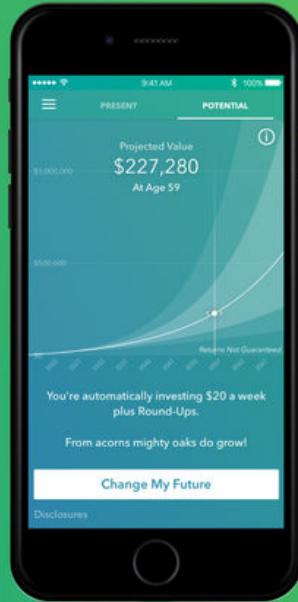 9:41 AM
100%
PRESENT
POTENTIAL
Projected Value
$227,280
At Age 59
$1,000,000
$500,000
$0
Returns Not Guaranteed
You're automatically investing $20 a week
plus Round-Ups.
From acorns mighty oaks do grow!
Change My Future
Disclosures